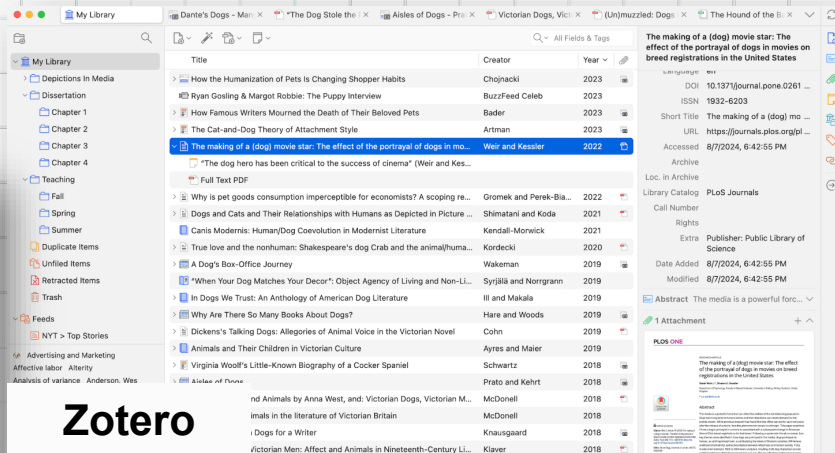 My Library
Dante's Dogs - Man
"The Dog Stole the
Aisles of Dogs - Pra
Victorian Dogs, Vict
(Un)muzzled: Dogs
The Hound of the Ba
All Fields & Tags
My Library
Depictions In Media
Dissertation
Chapter 1
Chapter 2
Chapter 3
Chapter 4
Teaching
Fall
Spring
Summer
Duplicate Items
Unfiled Items
Retracted Items
Trash
Feeds
NYT > Top Stories
Advertising and Marketing
Affective labor Alterity
Analysis of variance Anderson, Wes
Title Creator Year
How the Humanization of Pets Is Changing Shopper Habits Chojnacki 2023
Ryan Gosling & Margot Robbie: The Puppy Interview BuzzFeed Celeb 2023
How Famous Writers Mourned the Death of Their Beloved Pets Bader 2023
The Cat-and-Dog Theory of Attachment Style Artman 2023
The making of a (dog) movie star: The effect of the portrayal of dogs in mo... Weir and Kessler 2022
"The dog hero has been critical to the success of cinema" (Weir and Kes...
Full Text PDF
Why is pet goods consumption imperceptible for economists? A scoping re... Gromek and Perek-Bia... 2022
Dogs and Cats and Their Relationships with Humans as Depicted in Picture ... Shimatani and Koda 2021
Canis Modernis: Human/Dog Coevolution in Modernist Literature Kendall-Morwick 2021
True love and the nonhuman: Shakespeare's dog Crab and the animal/huma... Kordecki 2020
A Dog's Box-Office Journey Wakeman 2019
"When Your Dog Matches Your Decor": Object Agency of Living and Non-Li... Syrjälä and Norrgrann 2019
In Dogs We Trust: An Anthology of American Dog Literature Ill and Makala 2019
Why Are There So Many Books About Dogs? Hare and Woods 2019
Dickens's Talking Dogs: Allegories of Animal Voice in the Victorian Novel Cohn 2019
Animals and Their Children in Victorian Culture Ayres and Maier 2019
Virginia Woolf's Little-Known Biography of a Cocker Spaniel Schwartz 2018
Aisles of Dogs Prato and Kehrt 2018
nd Animals by Anna West, and: Victorian Dogs, Victorian M... McDonell 2018
imals in the literature of Victorian Britain McDonell 2018
Dogs for a Writer Knausgaard 2018
Victorian Men: Affect and Animals in Nineteenth-Century Li... Klaver 2018
Zotero
The making of a (dog) movie star: The
effect of the portrayal of dogs in movies on
breed registrations in the United States
Language en
DOI 10.1371/journal.pone.0261 ...
ISSN 1932-6203
Short Title The making of a (dog) mo ...
URL https://journals.plos.org/pl ...
Accessed 8/7/2024, 6:42:55 PM
Archive
Loc. in Archive
Library Catalog PLoS Journals
Call Number
Rights
Extra Publisher: Public Library of
Science
Date Added 8/7/2024, 6:42:55 PM
Modified 8/7/2024, 6:42:55 PM
Abstract The media is a powerful forc...
1 Attachment
PLOS ONE
The making of a (dog) movie star: The effect
of the portrayal of dogs in movies on breed
registrations in the United States
Abstract